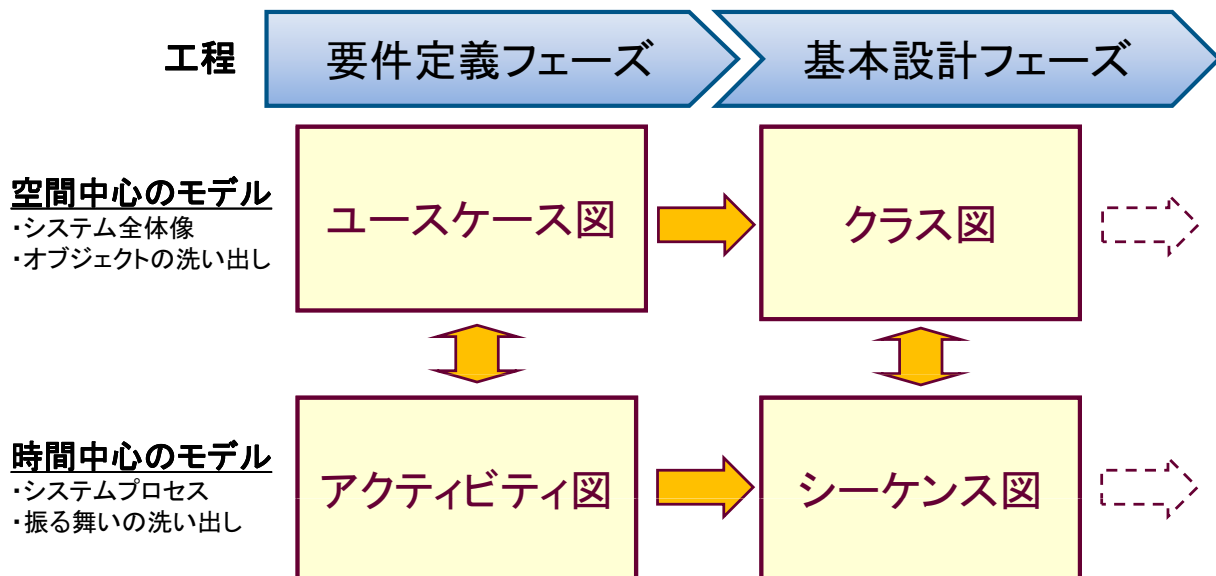 工程
要件定義フェーズ
基本設計フェーズ
空間中心のモデル
・システム全体像
・オブジェクトの洗い出し
ユースケース図
クラス図
時間中心のモデル
・システムプロセス
・振る舞いの洗い出し
アクティビティ図
シーケンス図